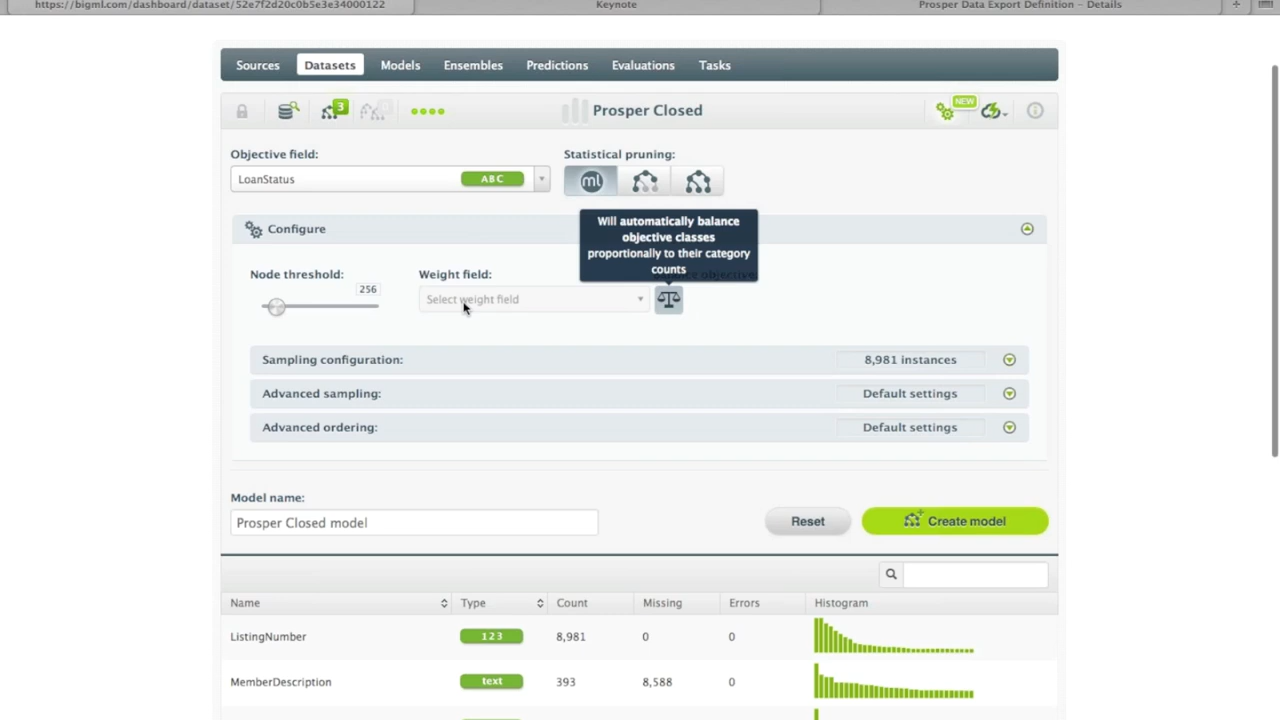 https://bigml.com/dashboard/dataset/52e7f2d20c0b5e3e34000122 Keynote Prosper Data Export Definition – Details
Sources Datasets Models Ensembles Predictions Evaluations Tasks
3 Prosper Closed NEW
Objective field: Statistical pruning:
LoanStatus ABC ml
Will automatically balance
objective classes
proportionally to their category
counts
Configure
Node threshold: Weight field: objective:
256
Select weight field
Sampling configuration: 8,981 instances
Advanced sampling: Default settings
Advanced ordering: Default settings
Model name:
Prosper Closed model Reset Create model
Name Type Count Missing Errors Histogram
ListingNumber 123 8,981 0 0
MemberDescription text 393 8,588 0